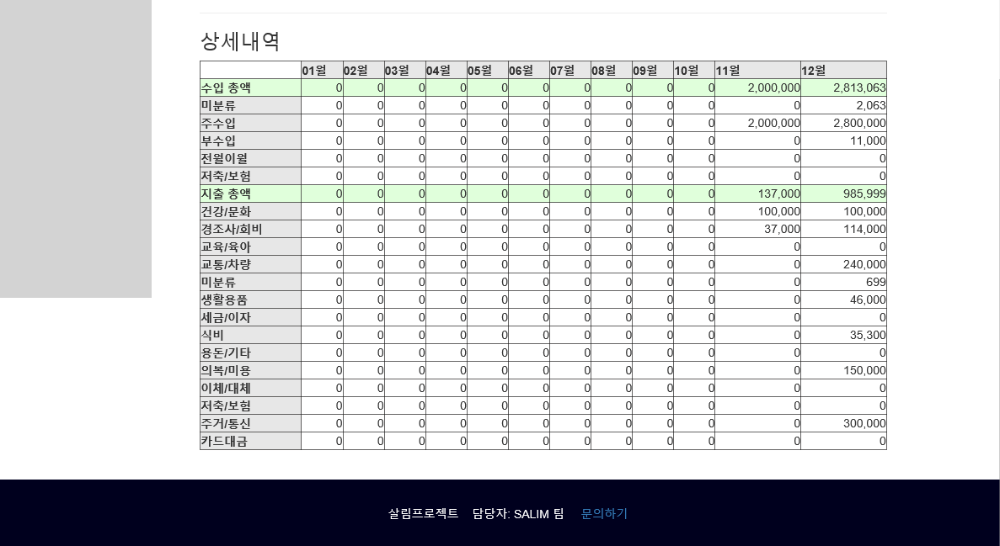 상세내역
01월 02월 03월 04월 05월 06월 07월 08월 09월 10월 11월 12월
수입 총액 0 0 0 0 0 0 0 0 0 0 2,000,000 2,813,063
미분류 0 0 0 0 0 0 0 0 0 0 0 2,063
주수입 0 0 0 0 0 0 0 0 0 0 2,000,000 2,800,000
부수입 0 0 0 0 0 0 0 0 0 0 0 11,000
전월이월 0 0 0 0 0 0 0 0 0 0 0 0
저축/보험 0 0 0 0 0 0 0 0 0 0 0 0
지출 총액 0 0 0 0 0 0 0 0 0 0 137,000 985,999
건강/문화 0 0 0 0 0 0 0 0 0 0 100,000 100,000
경조사/회비 0 0 0 0 0 0 0 0 0 0 37,000 114,000
교육/육아 0 0 0 0 0 0 0 0 0 0 0 0
교통/차량 0 0 0 0 0 0 0 0 0 0 0 240,000
미분류 0 0 0 0 0 0 0 0 0 0 0 699
생활용품 0 0 0 0 0 0 0 0 0 0 0 46,000
세금/이자 0 0 0 0 0 0 0 0 0 0 0 0
식비 0 0 0 0 0 0 0 0 0 0 0 35,300
용돈/기타 0 0 0 0 0 0 0 0 0 0 0 0
의복/미용 0 0 0 0 0 0 0 0 0 0 0 150,000
이체/대체 0 0 0 0 0 0 0 0 0 0 0 0
저축/보험 0 0 0 0 0 0 0 0 0 0 0 0
주거/통신 0 0 0 0 0 0 0 0 0 0 0 300,000
카드대금 0 0 0 0 0 0 0 0 0 0 0 0
살림프로젝트 담당자: SALIM 팀 문의하기